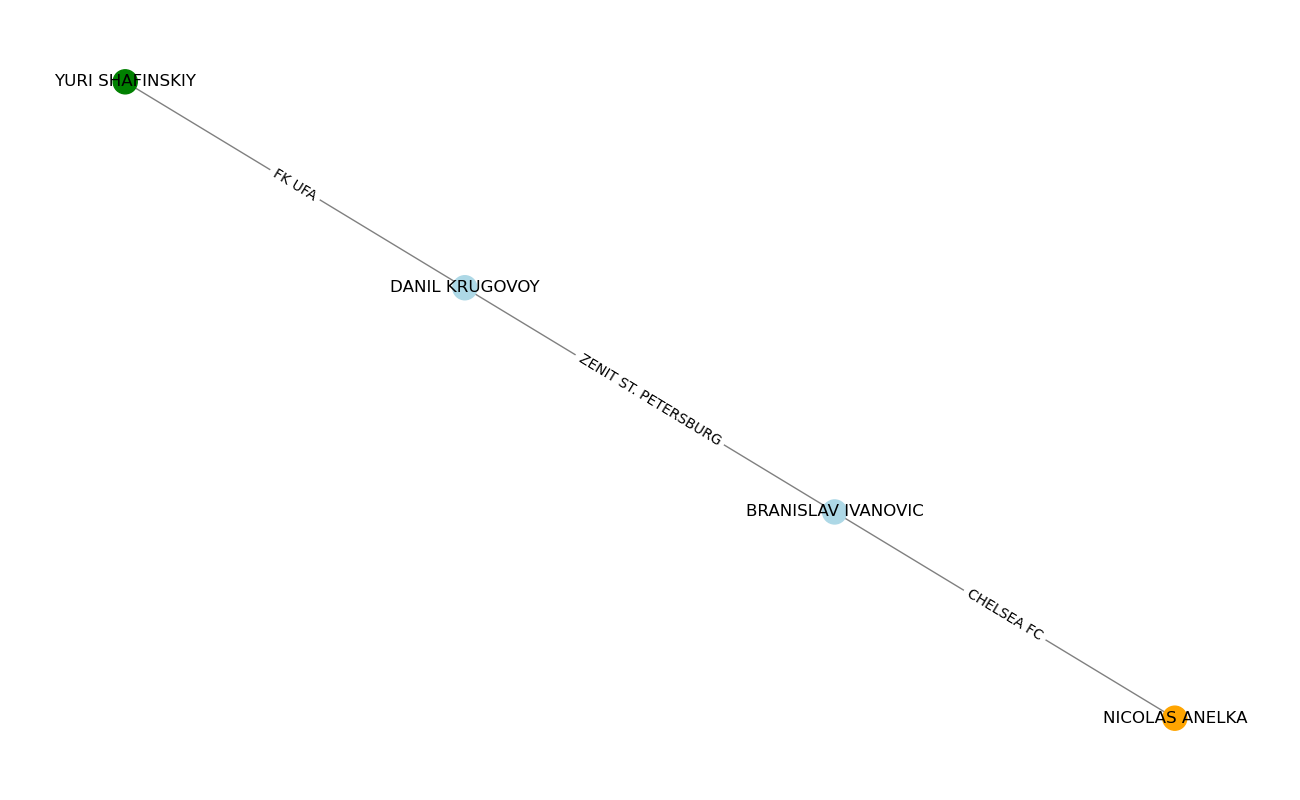 YURI SHAFINSKIY
FK UFA
DANIL KRUGOVOY
ZENIT ST. PETERSBURG
BRANISLAV IVANOVIC
CHELSEA FC
NICOLAS ANELKA